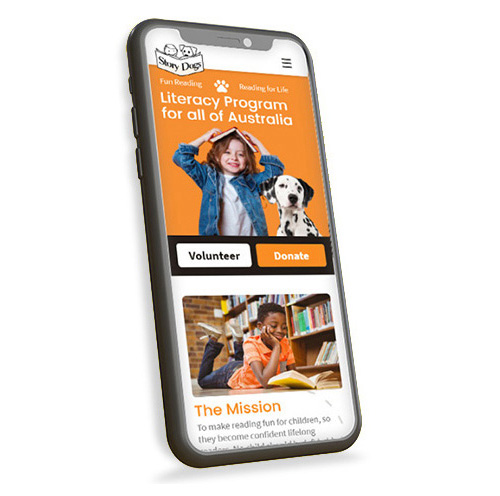 Story Dogs
Fun Reading Reading for Life
Literacy Program
for all of Australia
Volunteer Donate
The Mission
To make reading fun for children, so
they become confident lifelong